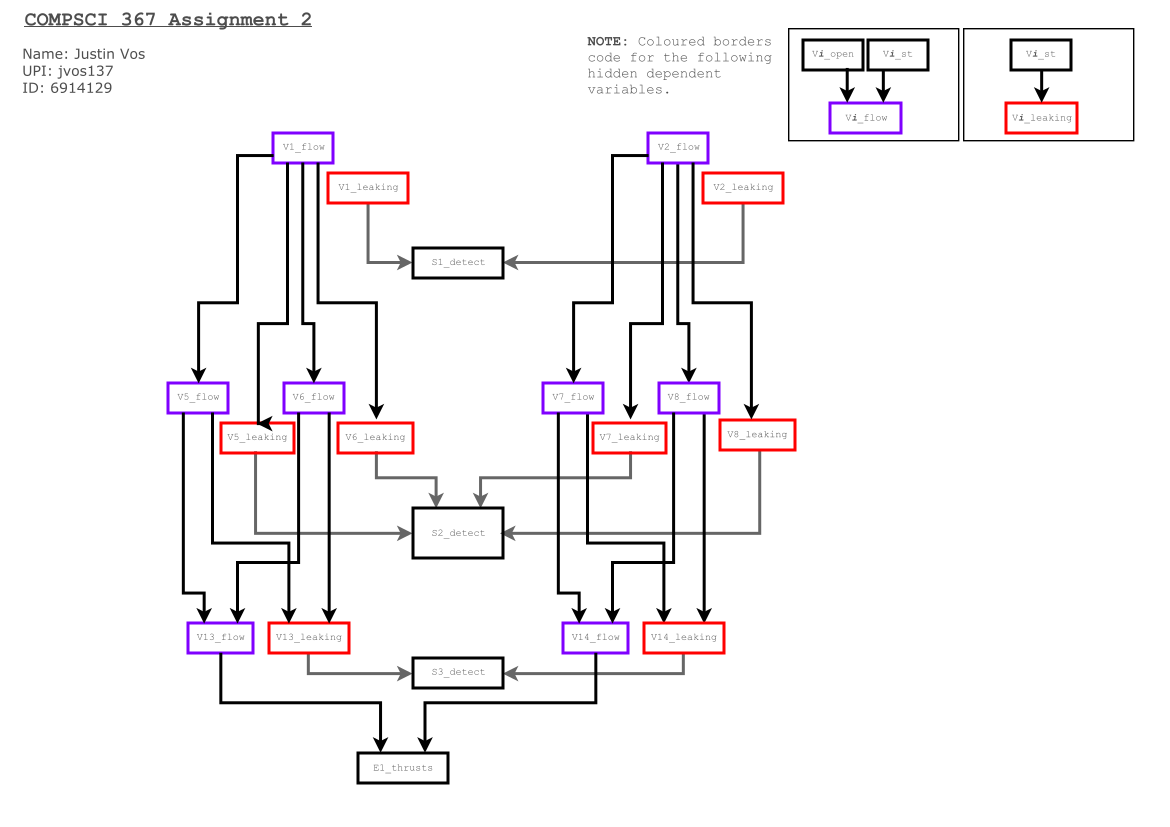 COMPSCI 367 Assignment 2
Name: Justin Vos
UPI: jvos137
ID: 6914129
NOTE: Coloured borders
code for the following
hidden dependent
variables.
Vi_open
Vi_st
Vi_flow
Vi_st
Vi_leaking
V1_flow
V2_flow
V1_leaking
V2_leaking
S1_detect
V5_flow
V6_flow
V7_flow
V8_flow
V5_leaking
V6_leaking
V7_leaking
V8_leaking
S2_detect
V13_flow
V13_leaking
V14_flow
V14_leaking
S3_detect
E1_thrusts